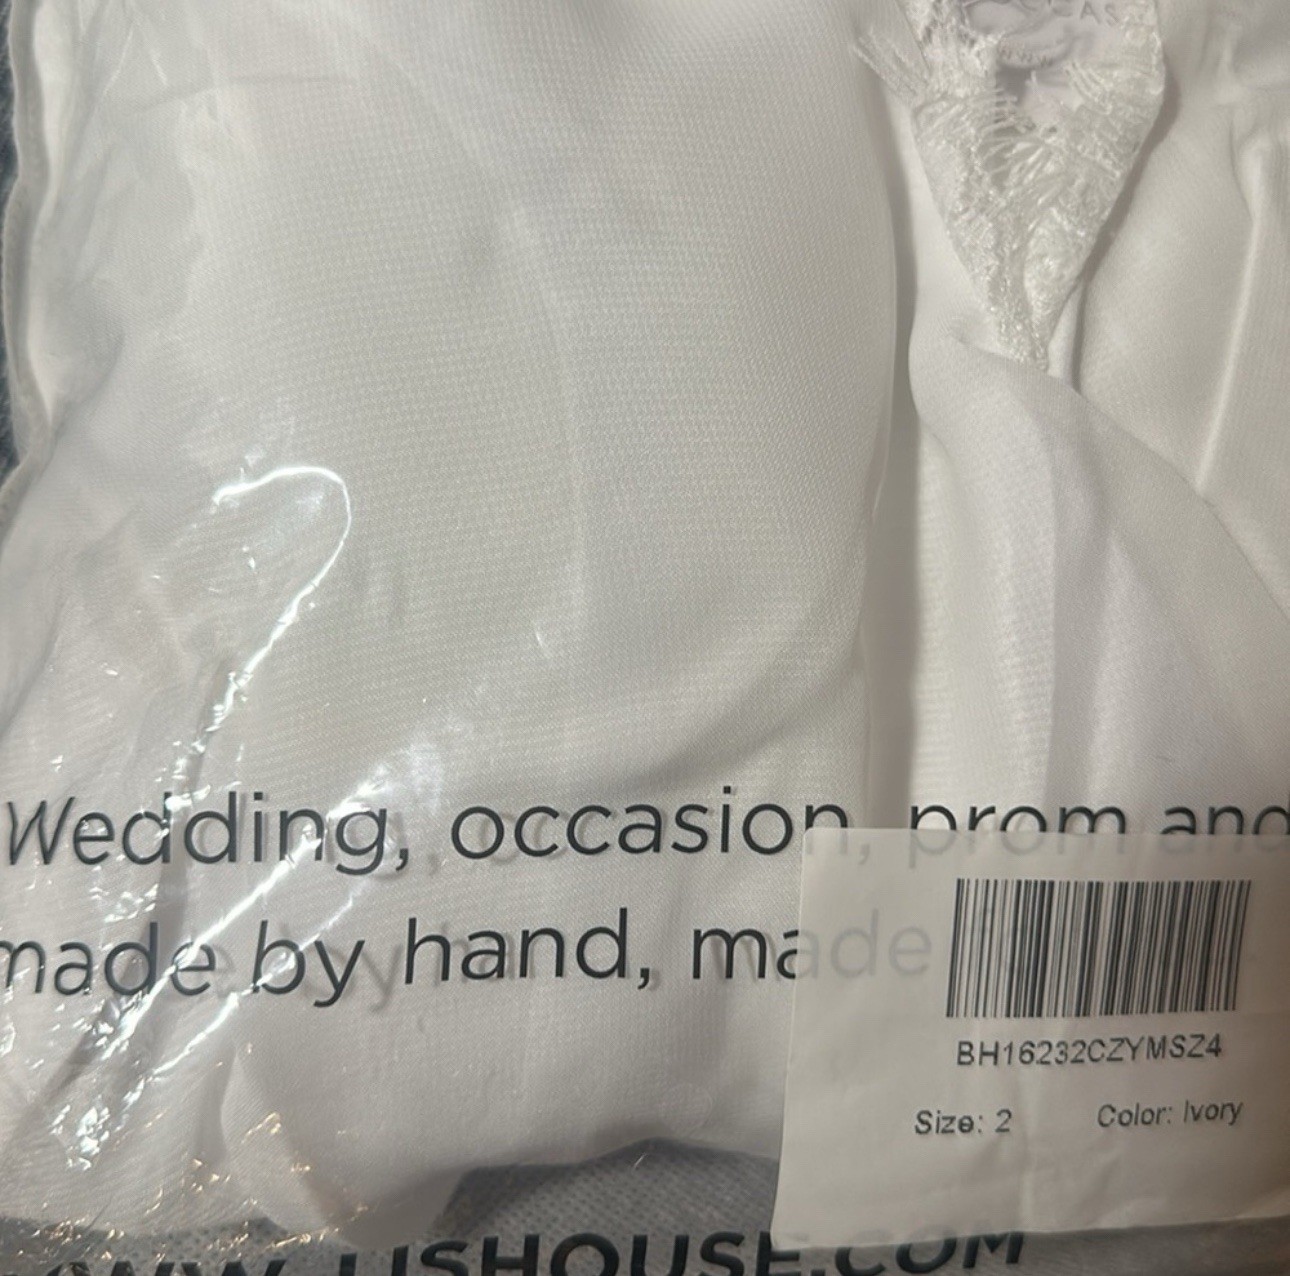 Wedding, occasion, prom and
made by hand, made
BH16232CZYMSZ4
Size: 2 Color: Ivory